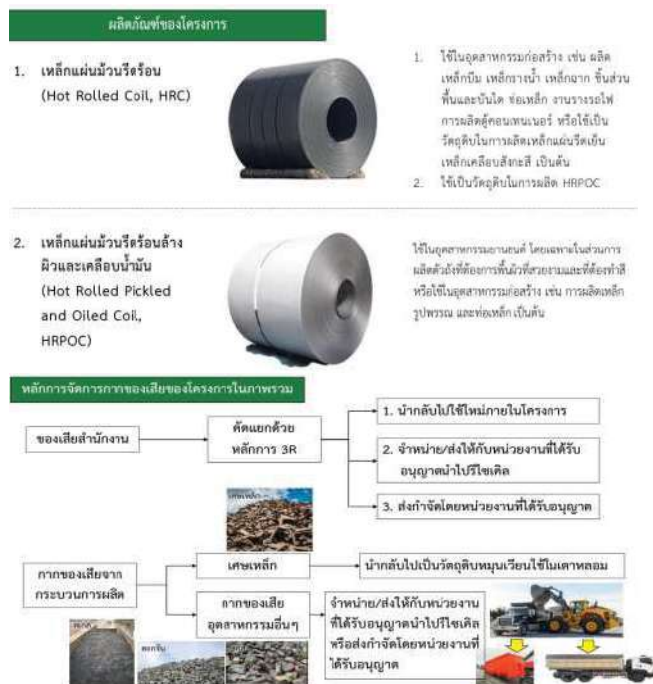 ผลิตภัณฑ์ของโครงการ
1. เหล็กแผ่นม้วนรีดร้อน
(Hot Rolled Coil, HRC)
1. ใช้ในอุตสาหกรรมก่อสร้าง เช่น ผลิต
เหล็กบีม เหล็กรางน้ำ เหล็กฉาก ชิ้นส่วน
พื้นและบันได ท่อเหล็ก งานรางรถไฟ
การผลิตตู้คอนเทนเนอร์ หรือใช้เป็น
วัตถุดิบในการผลิตเหล็กแผ่นรีดเย็น
เหล็กเคลือบสังกะสี เป็นต้น
2. ใช้เป็นวัตถุดิบในการผลิต HRPOC
2. เหล็กแผ่นม้วนรีดร้อนล้าง
ผิวและเคลือบน้ำมัน
(Hot Rolled Pickled
and Oiled Coil,
HRPOC)
ใช้ในอุตสาหกรรมยานยนต์ โดยเฉพาะในส่วนการ
ผลิตตัวถังที่ต้องการพื้นผิวที่สวยงามและที่ต้องทำสี
หรือใช้ในอุตสาหกรรมก่อสร้าง เช่น การผลิตเหล็ก
รูปพรรณ และท่อเหล็ก เป็นต้น
หลักการจัดการกากของเสียของโครงการในภาพรวม
ของเสียสำนักงาน
คัดแยกด้วย
หลักการ 3R
1. นำกลับไปใช้ใหม่ภายในโครงการ
2. จำหน่าย/ส่งให้กับหน่วยงานที่ได้รับ
อนุญาตนำไปรีไซเคิล
3. ส่งกำจัดโดยหน่วยงานที่ได้รับอนุญาต
เศษเหล็ก
กากของเสียจาก
กระบวนการผลิต
เศษเหล็ก
นำกลับไปเป็นวัตถุดิบหมุนเวียนใช้ในเตาหลอม
กากของเสีย
อุตสาหกรรมอื่นๆ
จำหน่าย/ส่งให้กับหน่วยงาน
ที่ได้รับอนุญาตนำไปรีไซเคิล
หรือส่งกำจัดโดยหน่วยงานที่
ได้รับอนุญาต